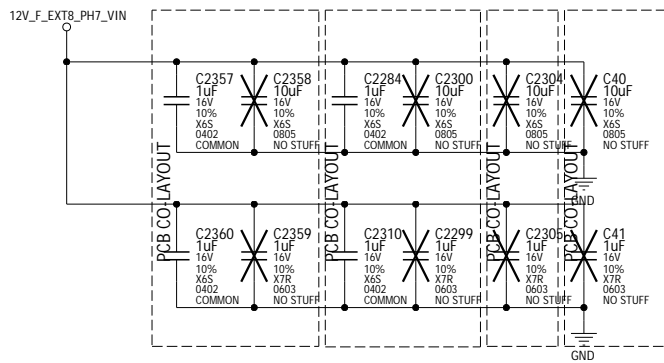 12V_F_EXT8_PH7_VIN
C2357
1uF
16V
10%
X6S
0402
COMMON
C2358
10uF
16V
10%
X6S
0805
NO STUFF
C2284
1uF
16V
10%
X6S
0402
COMMON
C2300
10uF
16V
10%
X6S
0805
NO STUFF
C2304
10uF
16V
10%
X6S
0805
NO STUFF
C40
10uF
16V
10%
X6S
0805
NO STUFF
PCB CO-LAYOUT
PCB CO-LAYOUT
PCB CO-LAYOUT
PCB CO-LAYOUT
GND
C2360
1uF
16V
10%
X6S
0402
COMMON
C2359
1uF
16V
10%
X7R
0603
NO STUFF
C2310
1uF
16V
10%
X6S
0402
COMMON
C2299
1uF
16V
10%
X7R
0603
NO STUFF
C2305
1uF
16V
10%
X7R
0603
NO STUFF
C41
1uF
16V
10%
X7R
0603
NO STUFF
GND